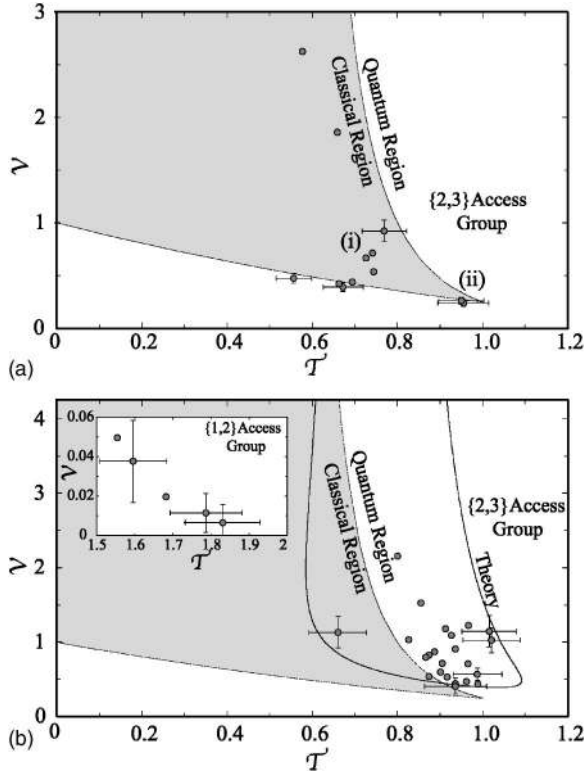 3
2
1
0
𝒱
Classical Region
Quantum Region
{2,3}Access
Group
(i)
(ii)
0 0.2 0.4 0.6 0.8 1.0 1.2
(a)
𝒯
4
3
2
1
0
𝒱
0.06
0.04
0.02
0
𝒱
{1,2}Access
Group
1.5 1.6 1.7 1.8 1.9 2
𝒯
Classical Region
Quantum Region
{2,3}Access
Group
Theory
0 0.2 0.4 0.6 0.8 1.0 1.2
(b)
𝒯